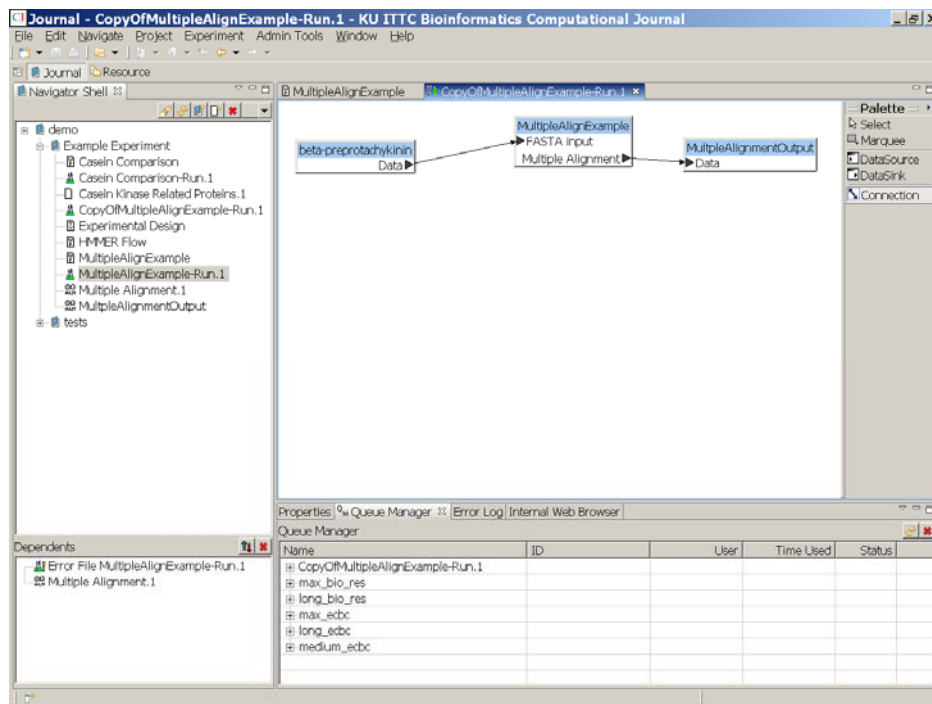 Journal - CopyOfMultipleAlignExample-Run.1 - KU ITTC Bioinformatics Computational Journal
File Edit Navigate Project Experiment Admin Tools Window Help
Journal Resource
Navigator Shell
MultipleAlignExample CopyOfMultipleAlignExample-Run.1
demo
Example Experiment
Casein Comparison
Casein Comparison-Run.1
Casein Kinase Related Proteins.1
CopyOfMultipleAlignExample-Run.1
Experimental Design
HMMER Flow
MultipleAlignExample
MultipleAlignExample-Run.1
Multiple Alignment.1
MultpleAlignmentOutput
tests
beta-preprotachykinin
Data
MultipleAlignExample
FASTA input
Multiple Alignment
MultpleAlignmentOutput
Data
Palette
Select
Marquee
DataSource
DataSink
Connection
Dependents
Error File MultipleAlignExample-Run.1
Multiple Alignment.1
Properties Queue Manager Error Log Internal Web Browser
Queue Manager
Name ID User Time Used Status
CopyOfMultipleAlignExample-Run.1
max_bio_res
long_bio_res
max_ecbc
long_ecbc
medium_ecbc